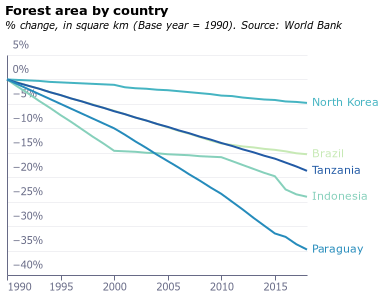 Forest area by country
% change, in square km (Base year = 1990). Source: World Bank
5%
0%
−5%
−10%
−15%
−20%
−25%
−30%
−35%
−40%
North Korea
Brazil
Tanzania
Indonesia
Paraguay
1990 1995 2000 2005 2010 2015